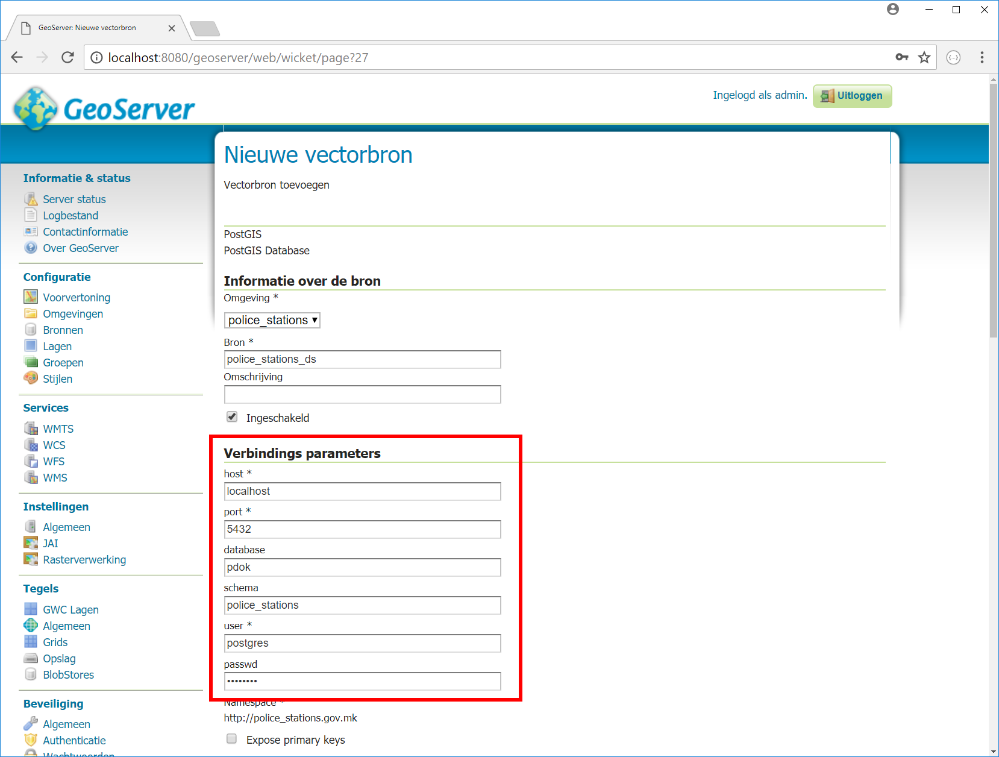 GeoServer: Nieuwe vectorbron
localhost:8080/geoserver/web/wicket/page?27
GeoServer
Ingelogd als admin.
Uitloggen
Informatie & status
Server status
Logbestand
Contactinformatie
Over GeoServer
Configuratie
Voorvertoning
Omgevingen
Bronnen
Lagen
Groepen
Stijlen
Services
WMTS
WCS
WFS
WMS
Instellingen
Algemeen
JAI
Rasterverwerking
Tegels
GWC Lagen
Algemeen
Grids
Opslag
BlobStores
Beveiliging
Algemeen
Authenticatie
Wachtwoorden
Nieuwe vectorbron
Vectorbron toevoegen
PostGIS
PostGIS Database
Informatie over de bron
Omgeving *
police_stations
Bron *
police_stations_ds
Omschrijving
Ingeschakeld
Verbindings parameters
host *
localhost
port *
5432
database
pdok
schema
police_stations
user *
postgres
passwd
••••••••
Namespace *
http://police_stations.gov.mk
Expose primary keys